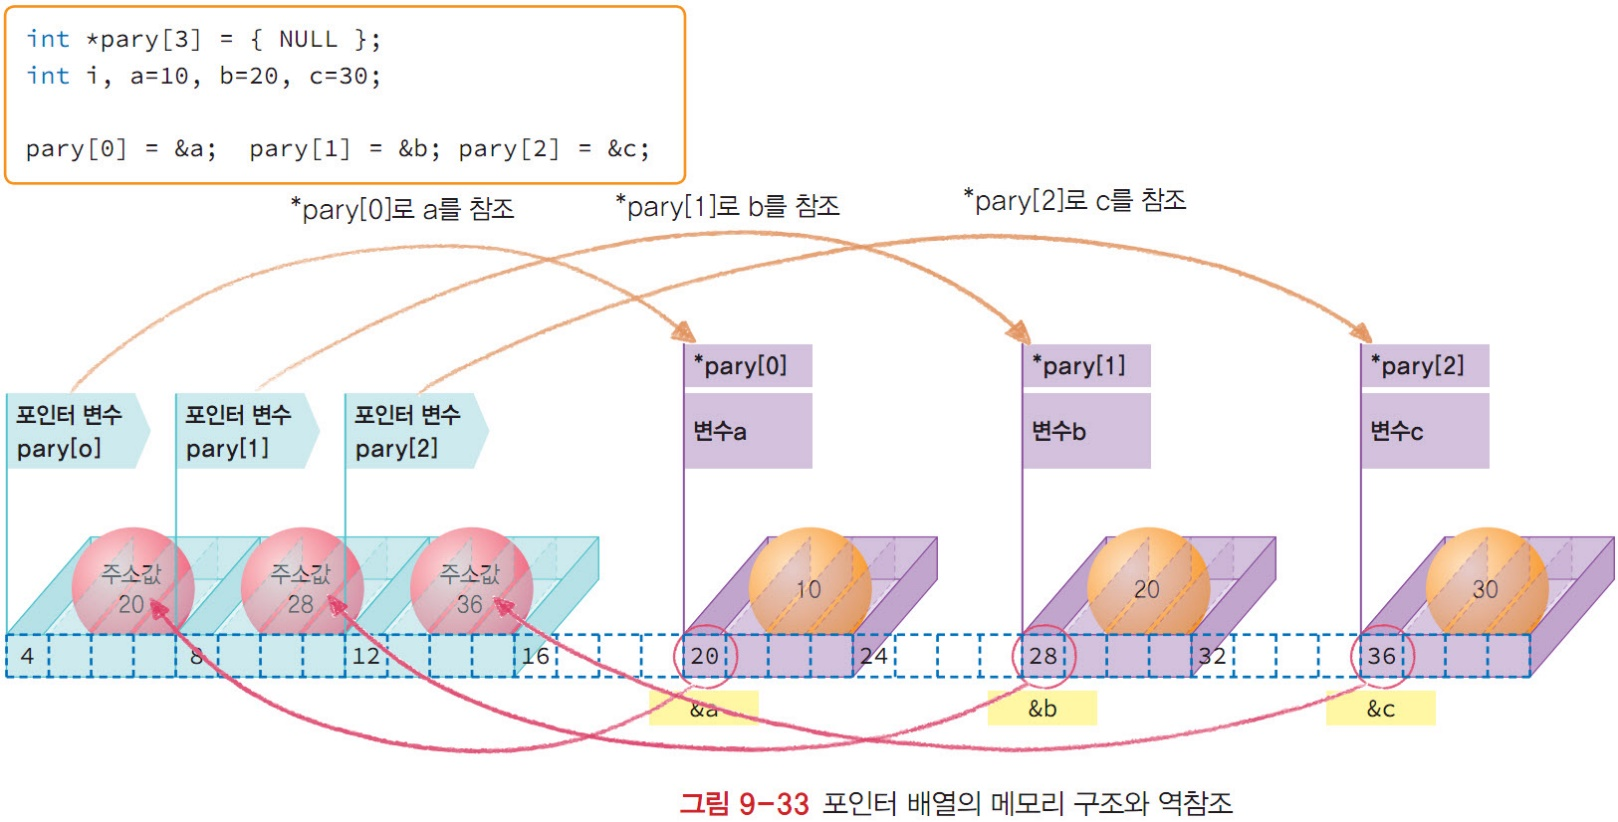 int *pary[3] = { NULL };
int i, a=10, b=20, c=30;
pary[0] = &a;  pary[1] = &b; pary[2] = &c;
*pary[0]로 a를 참조
*pary[1]로 b를 참조
*pary[2]로 c를 참조
*pary[0]
*pary[1]
*pary[2]
포인터 변수
pary[o]
포인터 변수
pary[1]
포인터 변수
pary[2]
변수a
변수b
변수c
주소값
20
주소값
28
주소값
36
10
20
30
4
8
12
16
20
24
28
32
36
&a
&b
&c
그림 9-33 포인터 배열의 메모리 구조와 역참조